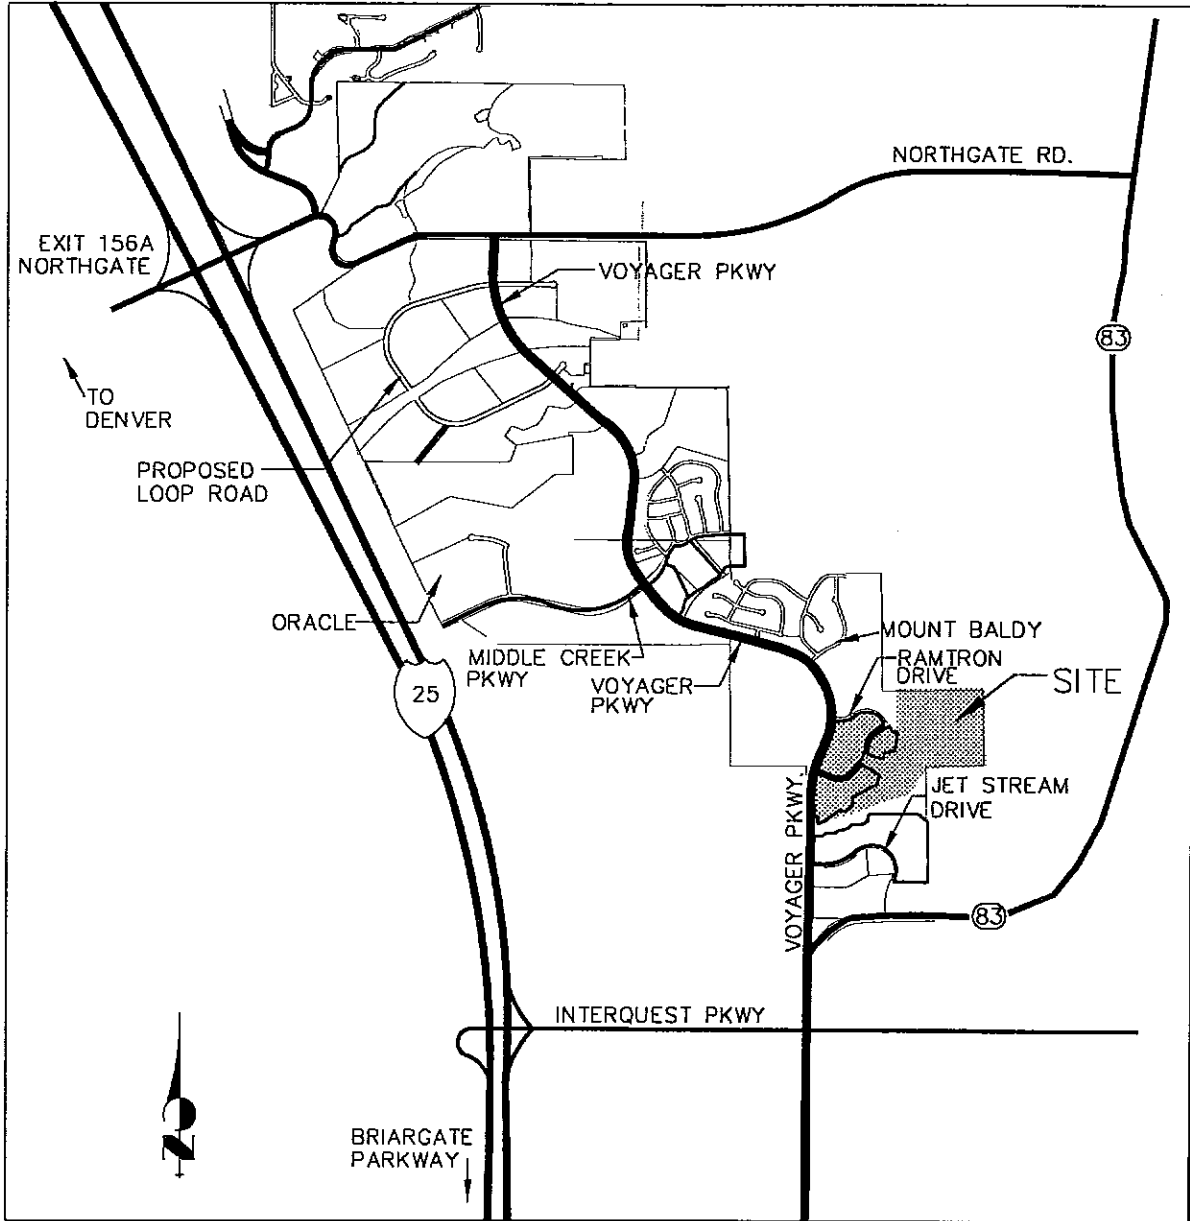 NORTHGATE RD.
EXIT 156A
NORTHGATE
VOYAGER PKWY
83
TO
DENVER
PROPOSED
LOOP ROAD
ORACLE
MIDDLE CREEK
PKWY
VOYAGER
PKWY
MOUNT BALDY
RAMTRON
DRIVE
SITE
25
JET STREAM
DRIVE
VOYAGER PKWY.
83
INTERQUEST PKWY
N
BRIARGATE
PARKWAY